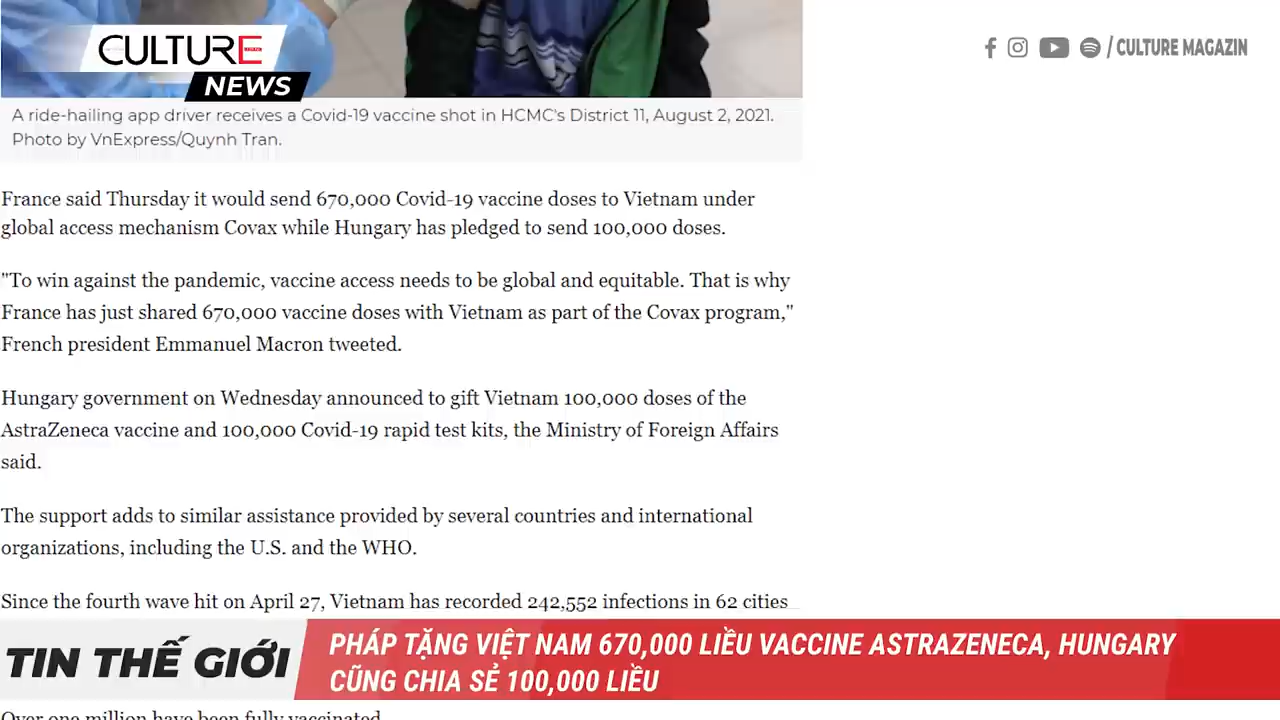 CULTURE
NEWS
/ CULTURE MAGAZIN
A ride-hailing app driver receives a Covid-19 vaccine shot in HCMC's District 11, August 2, 2021.
Photo by VnExpress/Quynh Tran.
France said Thursday it would send 670,000 Covid-19 vaccine doses to Vietnam under
global access mechanism Covax while Hungary has pledged to send 100,000 doses.
"To win against the pandemic, vaccine access needs to be global and equitable. That is why
France has just shared 670,000 vaccine doses with Vietnam as part of the Covax program,"
French president Emmanuel Macron tweeted.
Hungary government on Wednesday announced to gift Vietnam 100,000 doses of the
AstraZeneca vaccine and 100,000 Covid-19 rapid test kits, the Ministry of Foreign Affairs
said.
The support adds to similar assistance provided by several countries and international
organizations, including the U.S. and the WHO.
Since the fourth wave hit on April 27, Vietnam has recorded 242,552 infections in 62 cities
TIN THẾ GIỚI
PHÁP TẶNG VIỆT NAM 670,000 LIỀU VACCINE ASTRAZENECA, HUNGARY
CŨNG CHIA SẺ 100,000 LIỀU
Over one million have been fully vaccinated